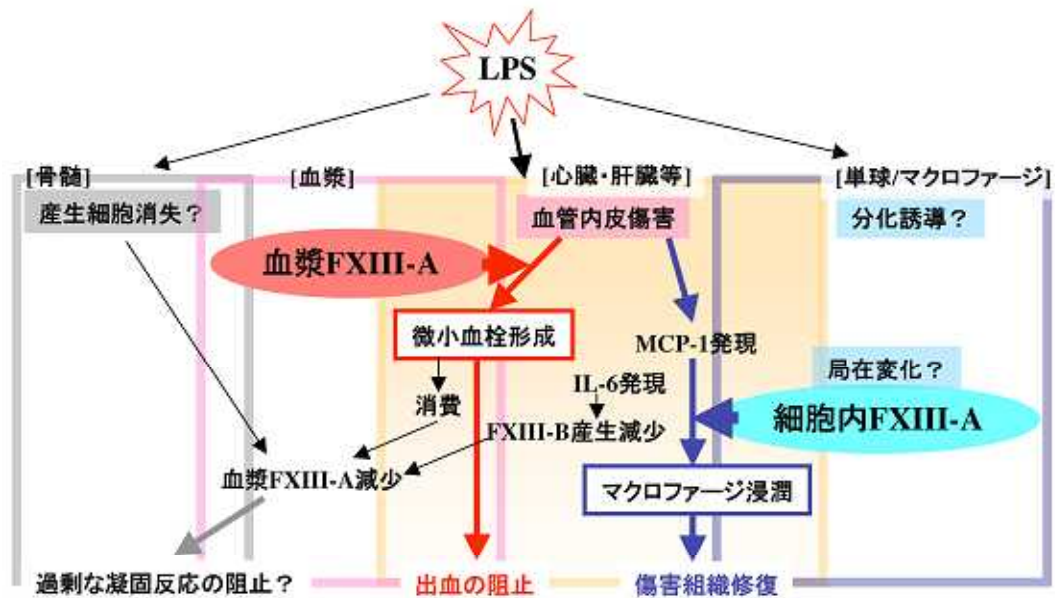 LPS
[骨髄]
[血漿]
[心臓・肝臓等]
[単球/マクロファージ]
産生細胞消失？
血管内皮傷害
分化誘導？
血漿FXIII-A
微小血栓形成
MCP-1発現
局在変化？
IL-6発現
消費
細胞内FXIII-A
FXIII-B産生減少
血漿FXIII-A減少
マクロファージ浸潤
過剰な凝固反応の阻止？
出血の阻止
傷害組織修復